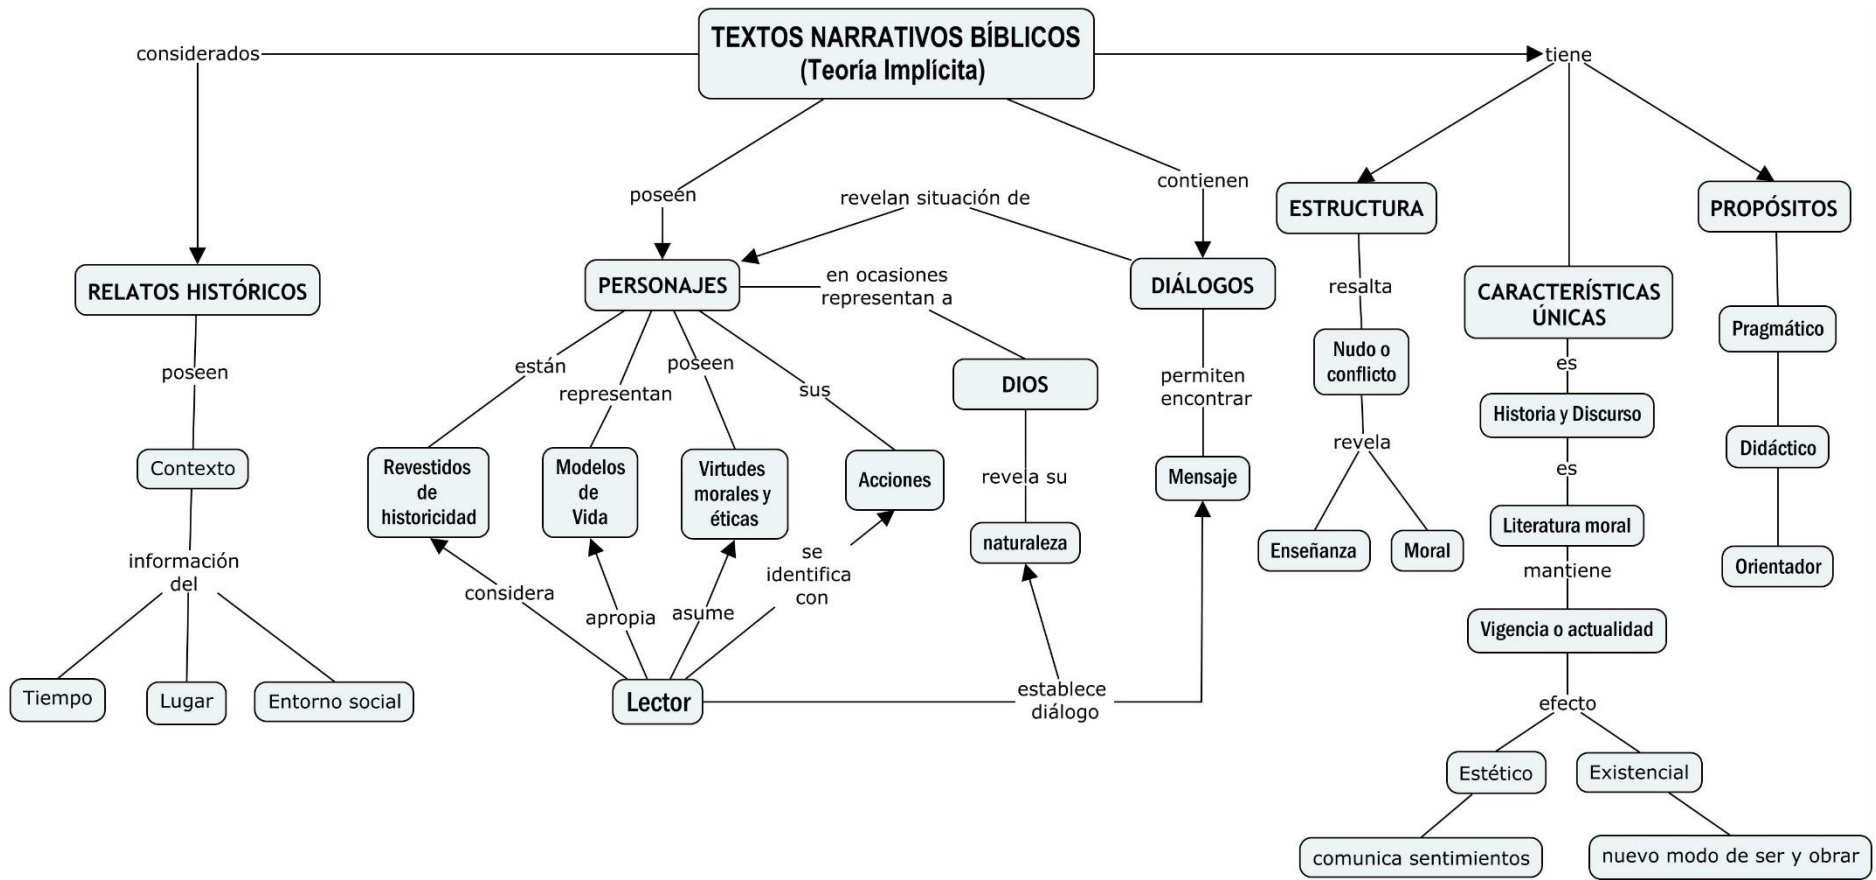 TEXTOS NARRATIVOS BÍBLICOS
(Teoría Implícita)
considerados
tiene
poseen
contienen
revelan situación de
RELATOS HISTÓRICOS
poseen
Contexto
información
del
Tiempo
Lugar
Entorno social
PERSONAJES
en ocasiones
representan a
están
representan
poseen
sus
Revestidos
de
historicidad
Modelos
de
Vida
Virtudes
morales y
éticas
Acciones
considera
apropia
asume
se
identifica
con
Lector
establece
diálogo
DIOS
revela su
naturaleza
DIÁLOGOS
permiten
encontrar
Mensaje
ESTRUCTURA
resalta
Nudo o
conflicto
revela
Enseñanza
Moral
CARACTERÍSTICAS
ÚNICAS
es
Historia y Discurso
es
Literatura moral
mantiene
Vigencia o actualidad
efecto
Estético
Existencial
comunica sentimientos
nuevo modo de ser y obrar
PROPÓSITOS
Pragmático
Didáctico
Orientador